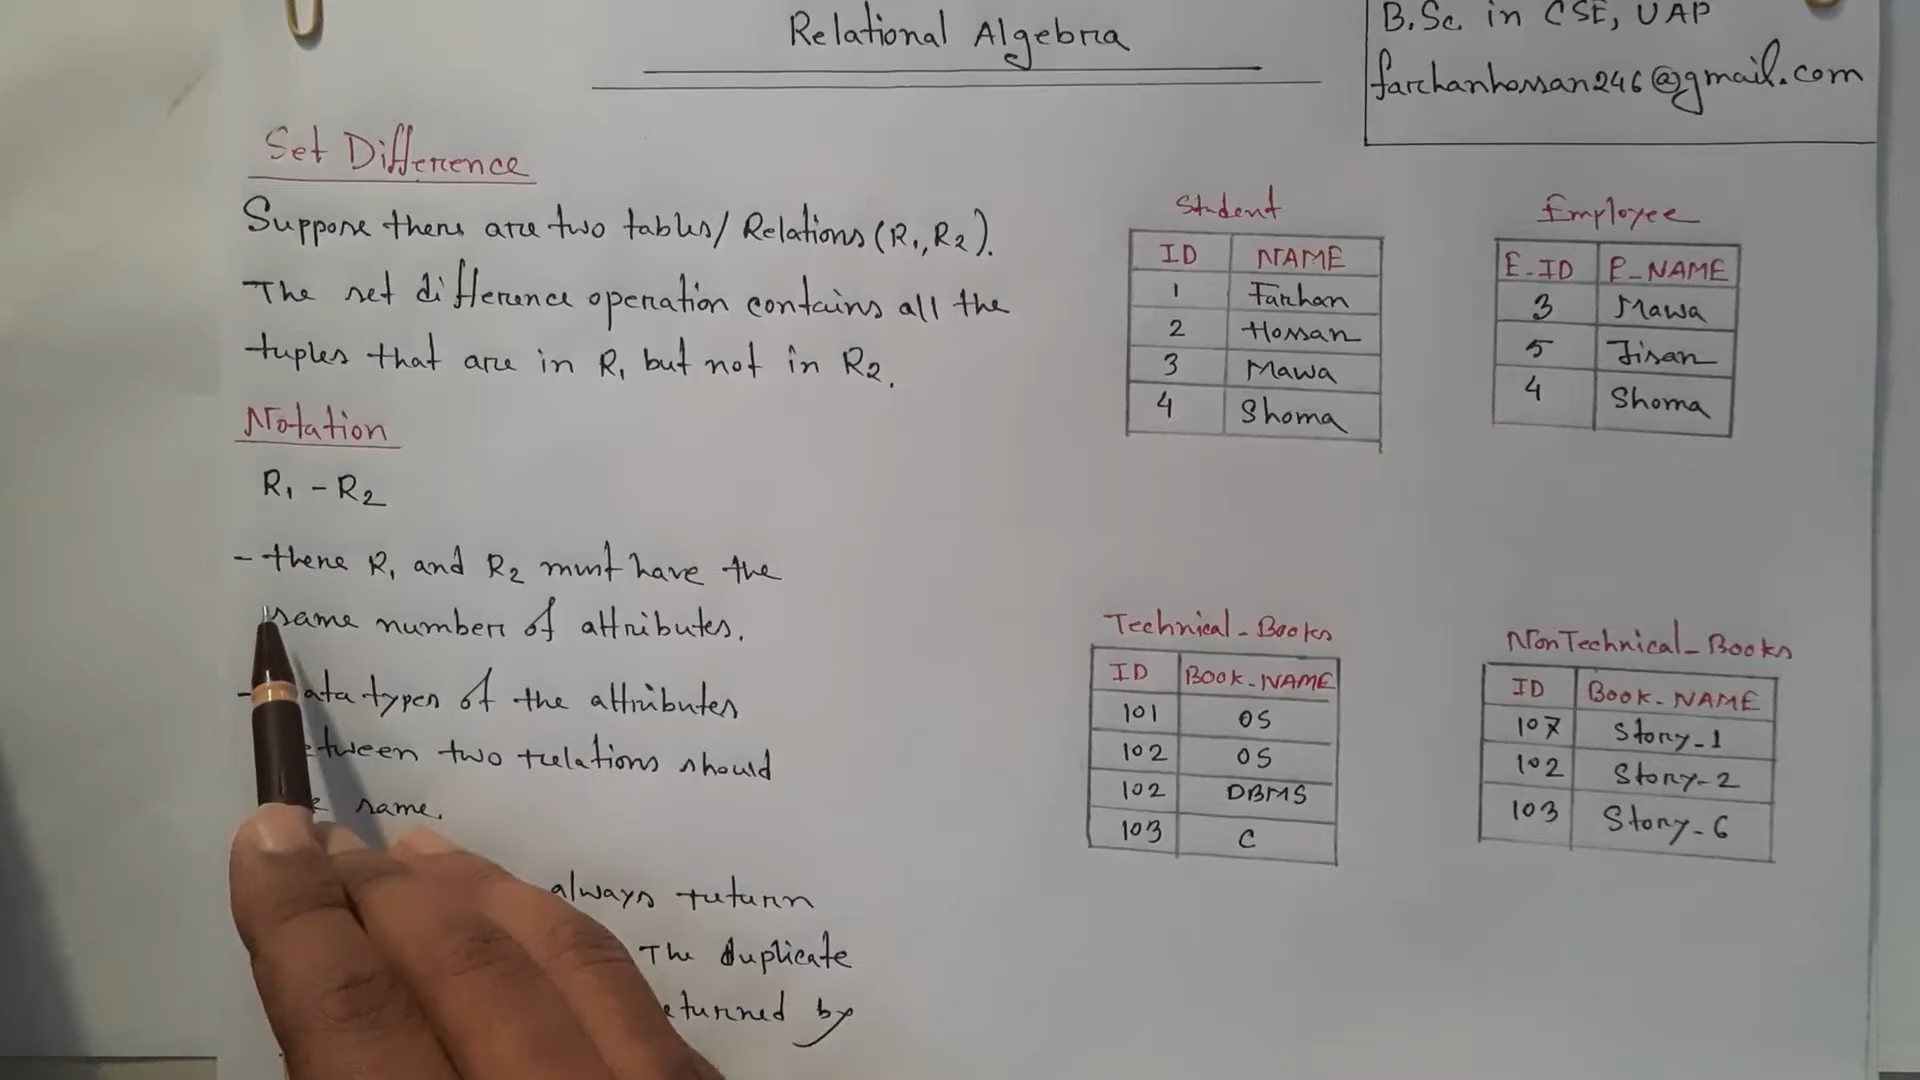 Relational Algebra
B.Sc. in CSE, UAP
farhanhossan246@gmail.com
Set Difference
Suppose there are two tables/Relations (R1, R2).
The set difference operation contains all the
tuples that are in R1 but not in R2.
Notation
R1 - R2
- there R1 and R2 must have the
same number of attributes.
- types of the attributes
two relations should
same.
always return
The duplicate
by
Student
ID NAME
1 Farhan
2 Hossan
3 Mawa
4 Shoma
Employee
E_ID E_NAME
3 Mawa
5 Jisan
4 Shoma
Technical_Books
ID BOOK_NAME
101 OS
102 OS
102 DBMS
103 C
NonTechnical_Books
ID BOOK_NAME
107 Story_1
102 Story_2
103 Story_6